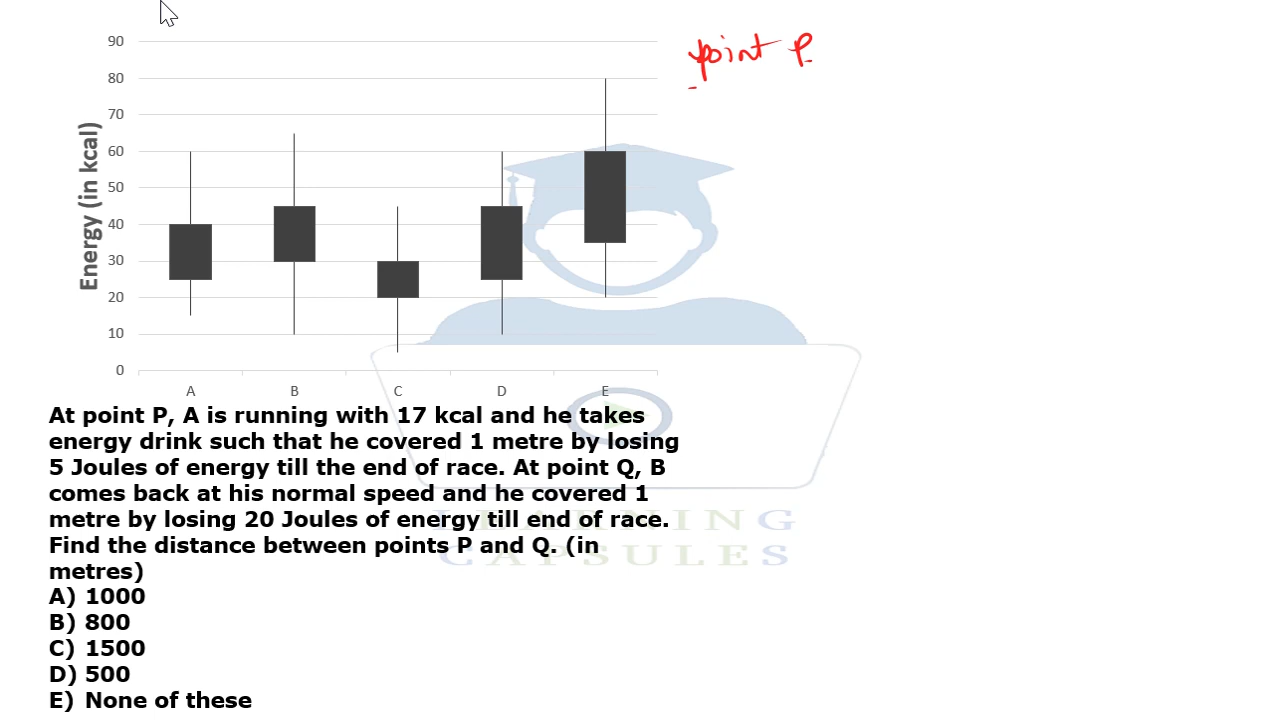 90
point P
80
70
60
50
40
30
20
10
0
Energy (in kcal)
A B C D E
At point P, A is running with 17 kcal and he takes
energy drink such that he covered 1 metre by losing
5 Joules of energy till the end of race. At point Q, B
comes back at his normal speed and he covered 1
metre by losing 20 Joules of energy till end of race.
Find the distance between points P and Q. (in
metres)
A) 1000
B) 800
C) 1500
D) 500
E) None of these
LEARNING
CAPSULES